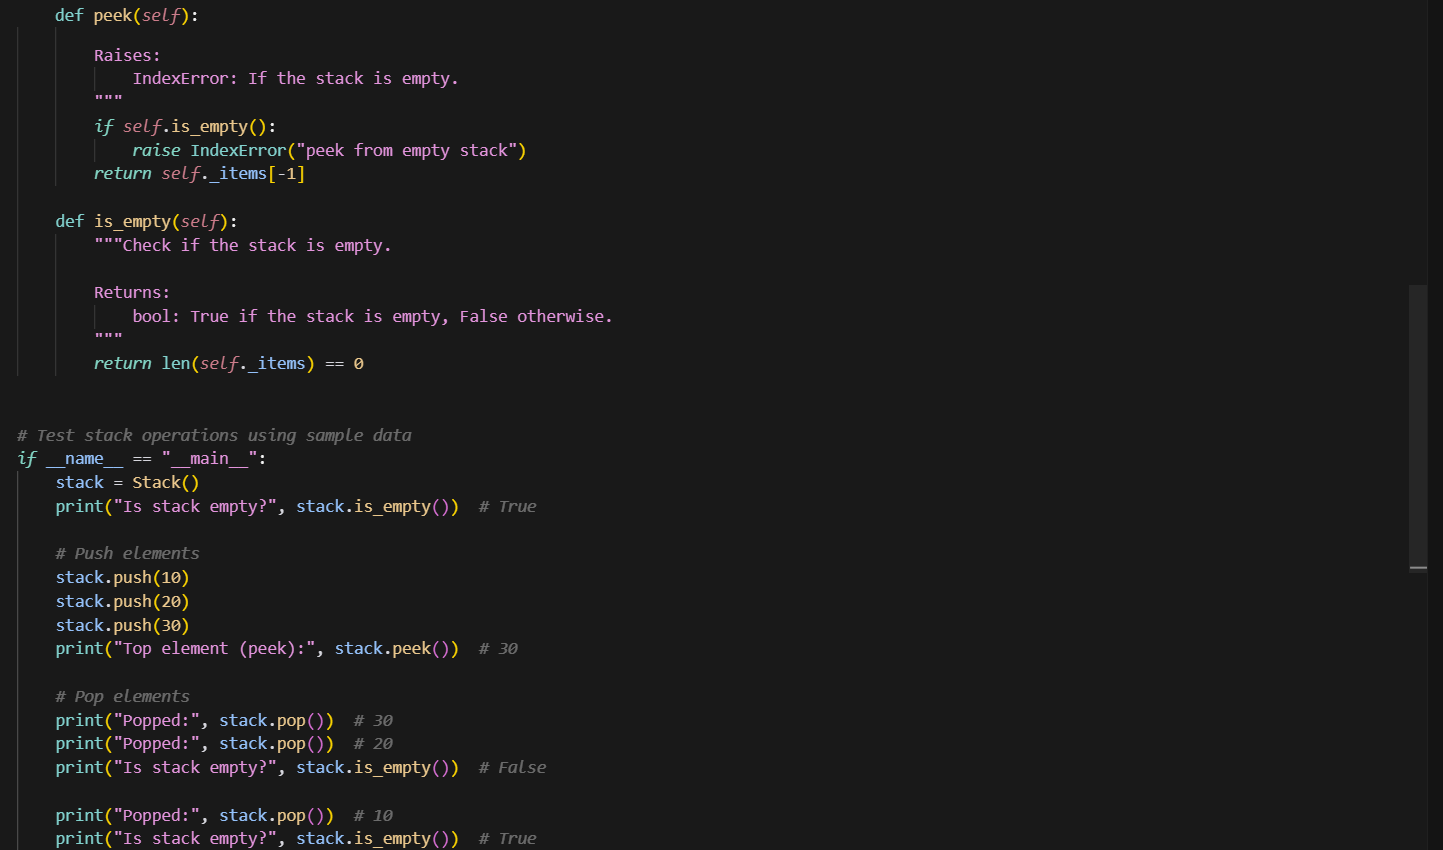 def peek(self):
        Raises:
            IndexError: If the stack is empty.
        """
        if self.is_empty():
            raise IndexError("peek from empty stack")
        return self._items[-1]

    def is_empty(self):
        """Check if the stack is empty.

        Returns:
            bool: True if the stack is empty, False otherwise.
        """
        return len(self._items) == 0


# Test stack operations using sample data
if __name__ == "__main__":
    stack = Stack()
    print("Is stack empty?", stack.is_empty())  # True

    # Push elements
    stack.push(10)
    stack.push(20)
    stack.push(30)
    print("Top element (peek):", stack.peek())  # 30

    # Pop elements
    print("Popped:", stack.pop())  # 30
    print("Popped:", stack.pop())  # 20
    print("Is stack empty?", stack.is_empty())  # False

    print("Popped:", stack.pop())  # 10
    print("Is stack empty?", stack.is_empty())  # True